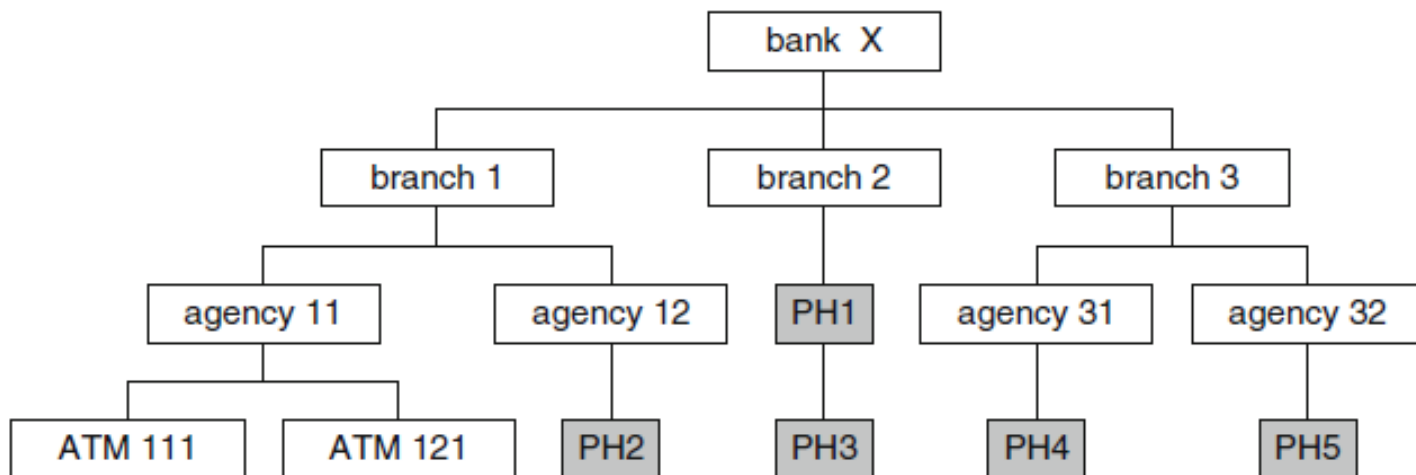 bank X
branch 1
branch 2
branch 3
agency 11
agency 12
PH1
agency 31
agency 32
ATM 111
ATM 121
PH2
PH3
PH4
PH5